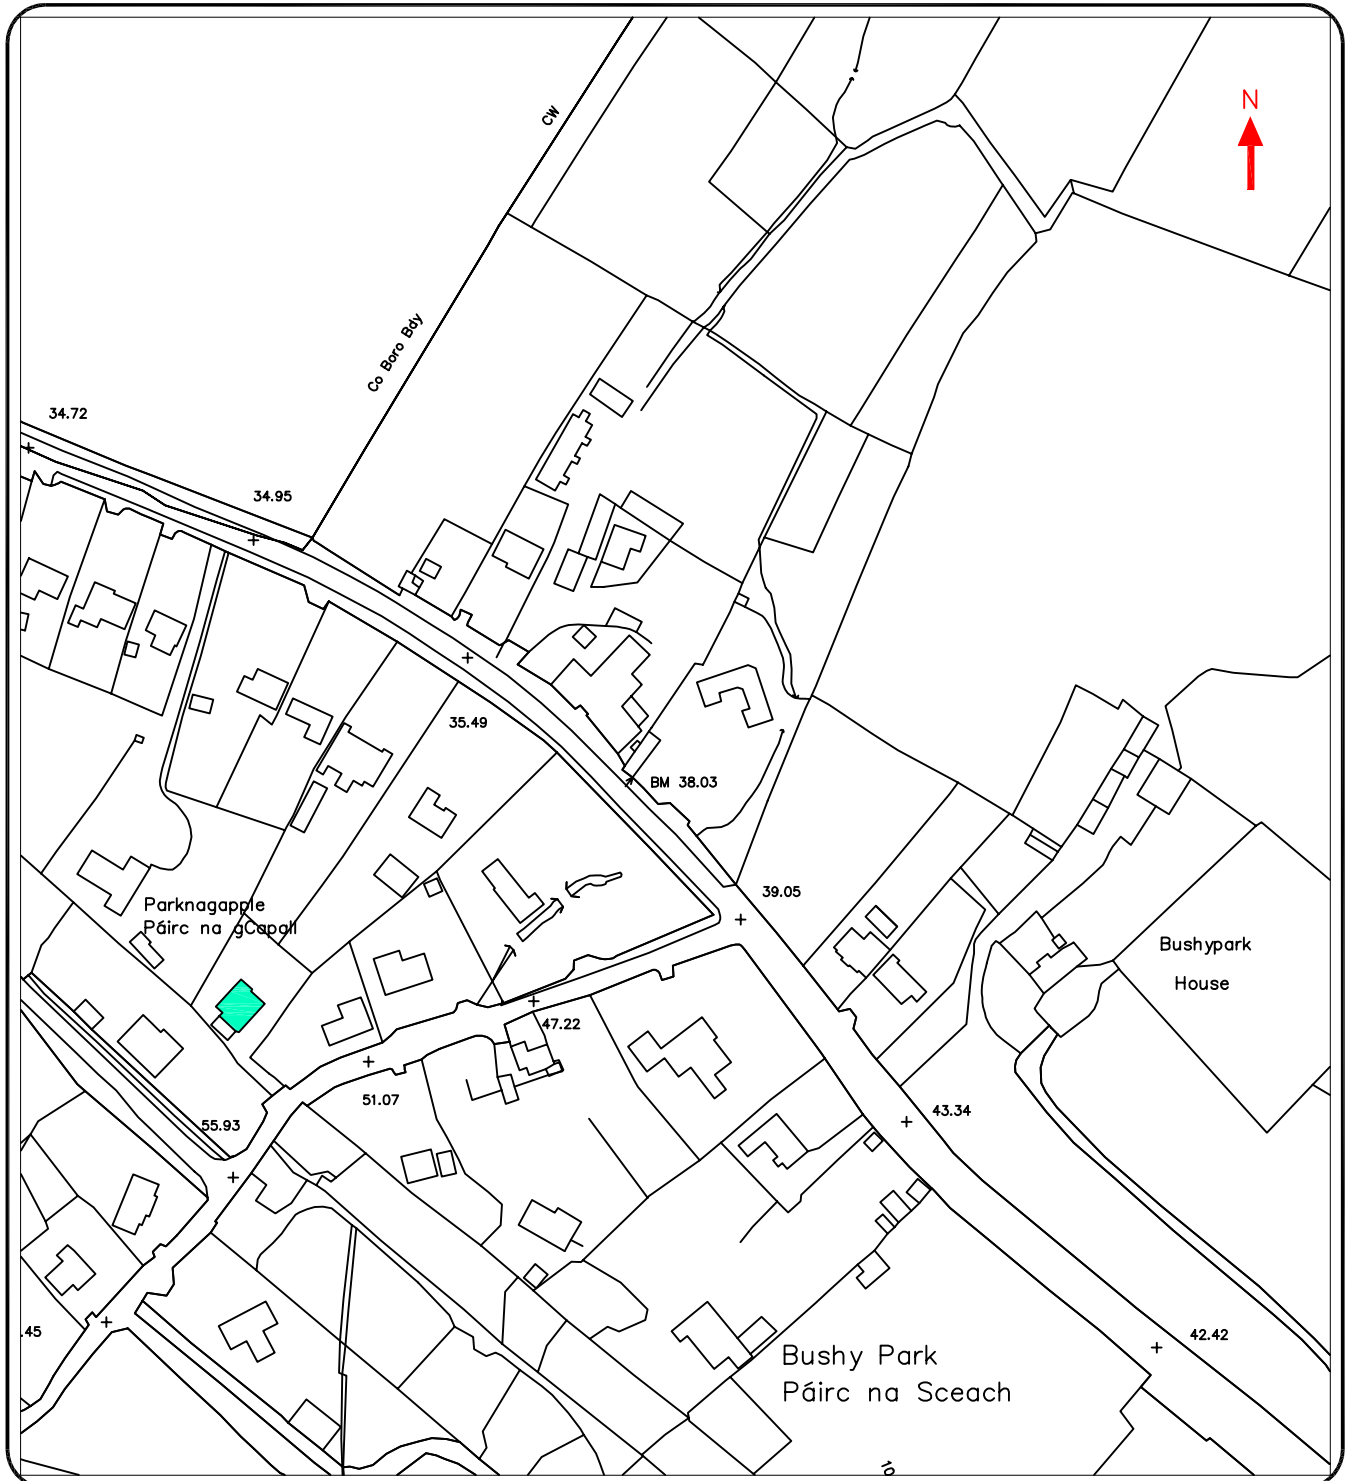 N
CW
Co Boro Bdy
34.72
34.95
35.49
BM 38.03
39.05
Parknagapple
Páirc na gCapall
Bushypark
House
47.22
51.07
43.34
55.93
.45
42.42
Bushy Park
Páirc na Sceach
10